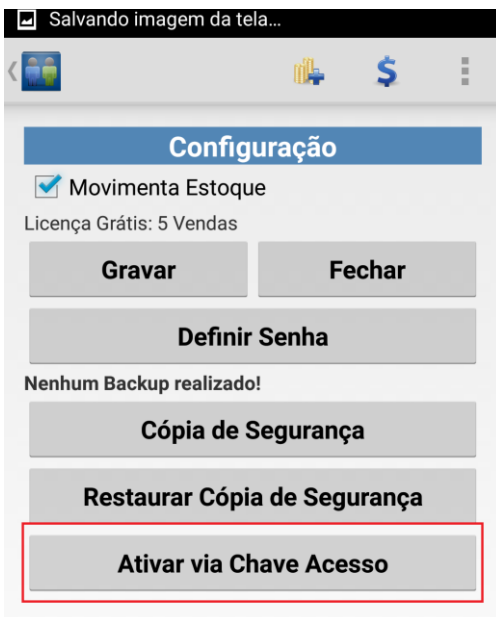 Salvando imagem da tela...
Configuração
Movimenta Estoque
Licença Grátis: 5 Vendas
Gravar Fechar
Definir Senha
Nenhum Backup realizado!
Cópia de Segurança
Restaurar Cópia de Segurança
Ativar via Chave Acesso